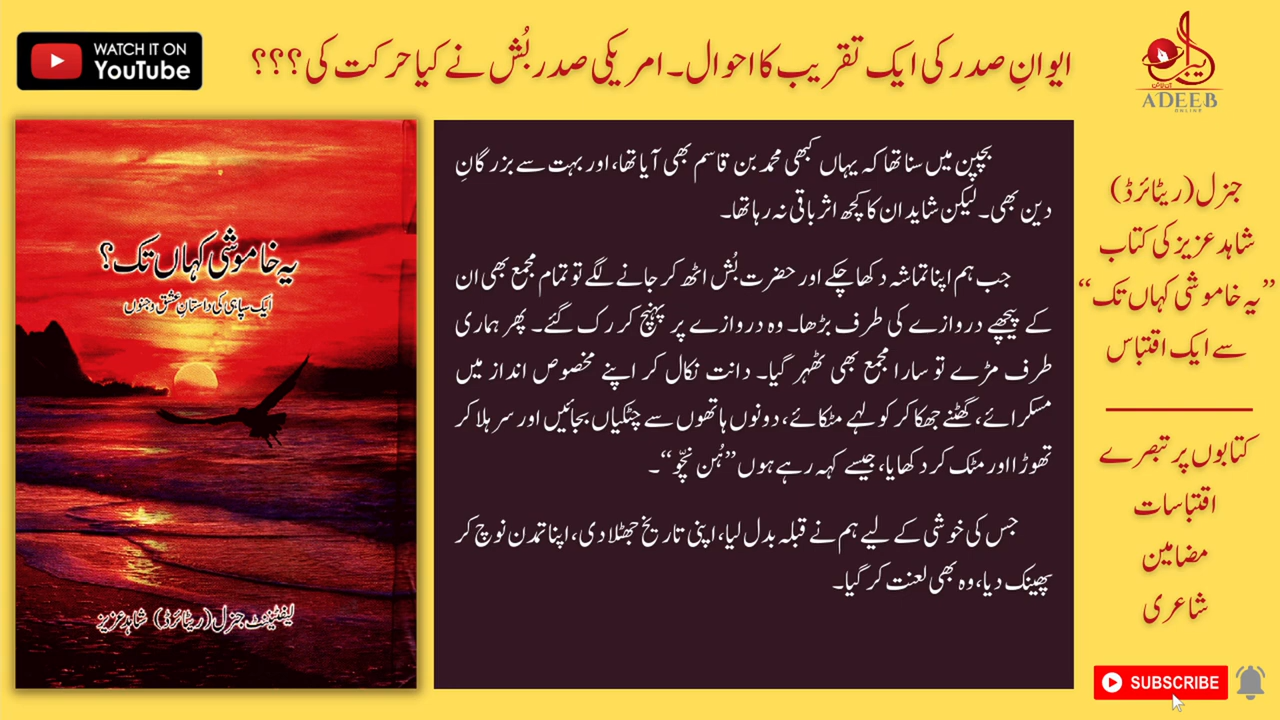 WATCH IT ON
YouTube
ایوانِ صدر کی ایک تقریب کا احوال۔ امریکی صدر بُش نے کیا حرکت کی؟؟؟
ADEEB
ONLINE
یہ خاموشی کہاں تک؟
ایک سپاہی کی داستانِ عشق و جنوں
لیفٹیننٹ جنرل (ریٹائرڈ) شاہد عزیز
بچپن میں سنا تھا کہ یہاں کبھی محمد بن قاسم بھی آیا تھا، اور بہت سے بزرگانِ
دین بھی۔ لیکن شاید ان کا کچھ اثر باقی نہ رہا تھا۔
جب ہم اپنا تماشہ دکھا چکے اور حضرت بُش اٹھ کر جانے لگے تو تمام مجمع بھی ان
کے پیچھے دروازے کی طرف بڑھا۔ وہ دروازے پر پہنچ کر رک گئے۔ پھر ہماری
طرف مڑے تو سارا مجمع بھی ٹھہر گیا۔ دانت نکال کر اپنے مخصوص انداز میں
مسکرائے، گھٹنے جھکا کر کولہے مٹکائے، دونوں ہاتھوں سے چٹکیاں بجائیں اور سر ہلا کر
تھوڑا اور مٹک کر دکھایا، جیسے کہہ رہے ہوں ”ہُن نچّو“۔
جس کی خوشی کے لیے ہم نے قبلہ بدل لیا، اپنی تاریخ جھٹلا دی، اپنا تمدن نوچ کر
پھینک دیا، وہ بھی لعنت کر گیا۔
جنرل (ریٹائرڈ)
شاہد عزیز کی کتاب
”یہ خاموشی کہاں تک“
سے ایک اقتباس
کتابوں پر تبصرے
اقتباسات
مضامین
شاعری
SUBSCRIBE